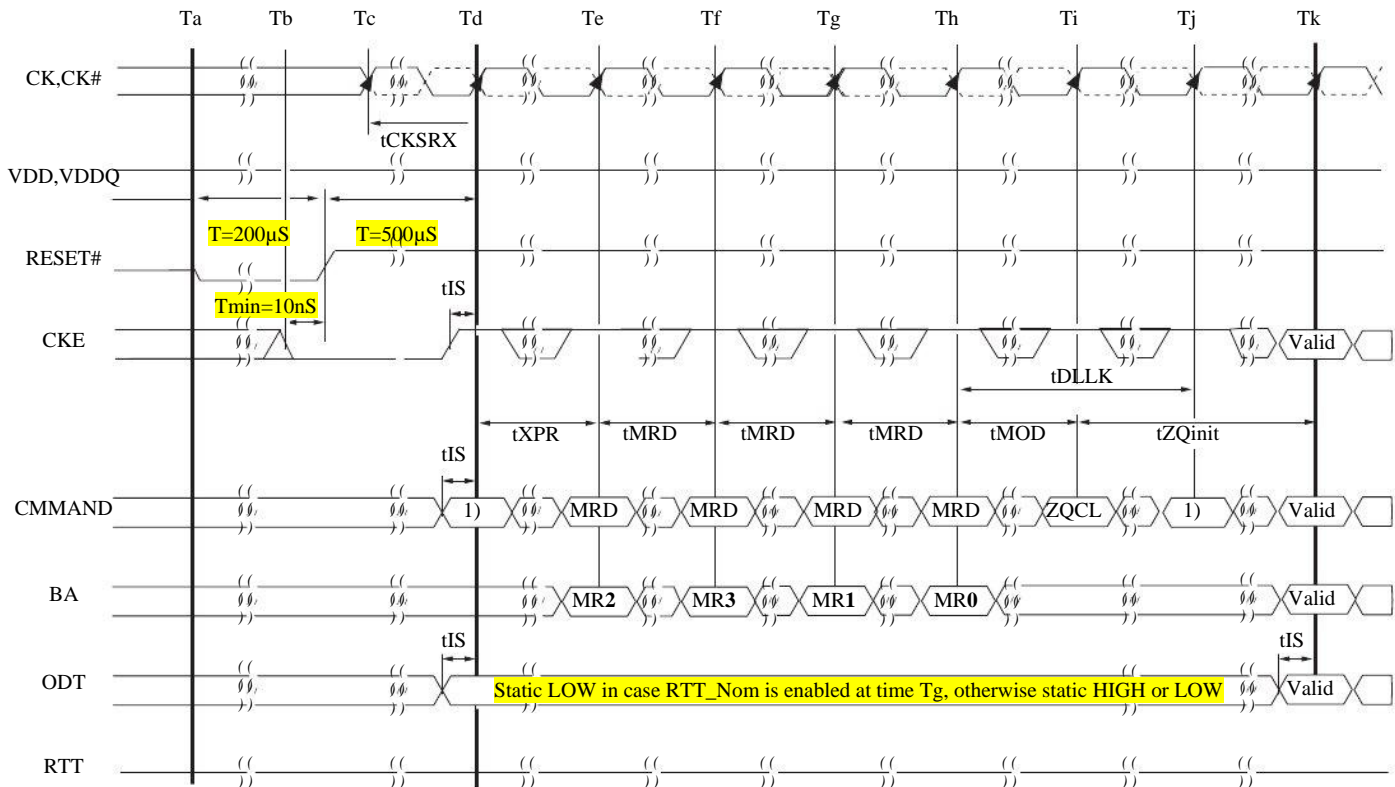 Ta Tb Tc Td Te Tf Tg Th Ti Tj Tk
CK,CK#
tCKSRX
VDD,VDDQ
T=200µS T=500µS
RESET#
Tmin=10nS tIS
CKE Valid
tDLLK
tXPR tMRD tMRD tMRD tMOD tZQinit
tIS
CMMAND 1) MRD MRD MRD MRD ZQCL 1) Valid
BA MR2 MR3 MR1 MR0 Valid
tIS tIS
ODT Static LOW in case RTT_Nom is enabled at time Tg, otherwise static HIGH or LOW Valid
RTT